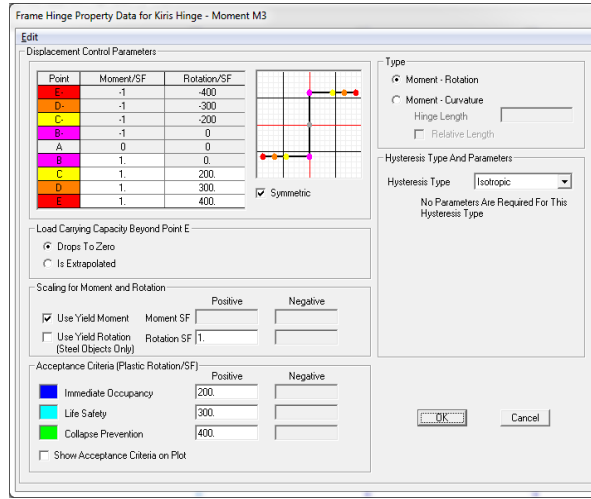 Frame Hinge Property Data for Kiris Hinge - Moment M3
Edit
Displacement Control Parameters
Point Moment/SF Rotation/SF
E- -1 -400
D- -1 -300
C- -1 -200
B- -1 0
A 0 0
B 1. 0.
C 1. 200.
D 1. 300.
E 1. 400.
Symmetric
Load Carrying Capacity Beyond Point E
Drops To Zero
Is Extrapolated
Scaling for Moment and Rotation
Positive Negative
Use Yield Moment Moment SF
Use Yield Rotation Rotation SF 1.
(Steel Objects Only)
Acceptance Criteria (Plastic Rotation/SF)
Positive Negative
Immediate Occupancy 200.
Life Safety 300.
Collapse Prevention 400.
Show Acceptance Criteria on Plot
Type
Moment - Rotation
Moment - Curvature
Hinge Length
Relative Length
Hysteresis Type And Parameters
Hysteresis Type Isotropic
No Parameters Are Required For This
Hysteresis Type
OK Cancel